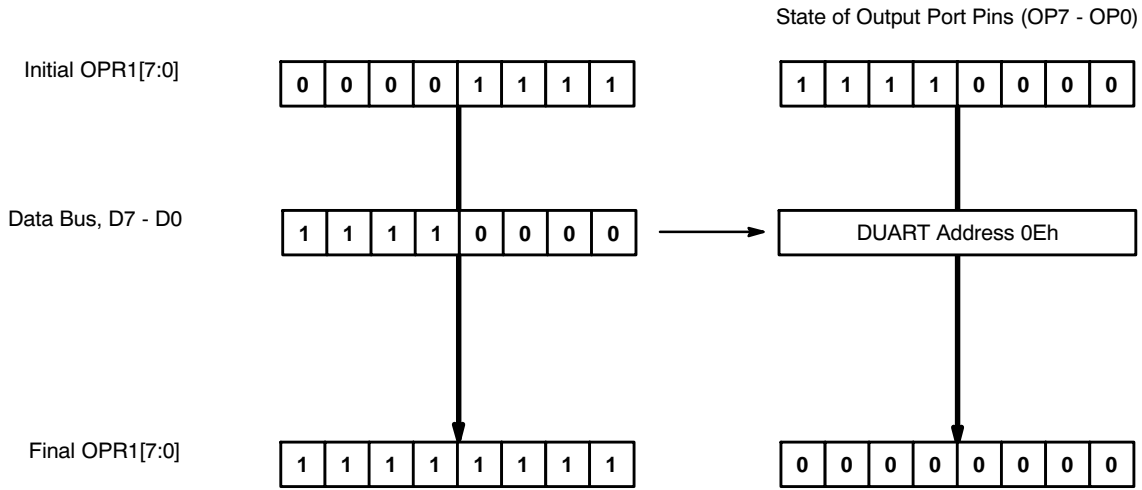 State of Output Port Pins (OP7 - OP0)
Initial OPR1[7:0]
0 0 0 0 1 1 1 1
1 1 1 1 0 0 0 0
Data Bus, D7 - D0
1 1 1 1 0 0 0 0
DUART Address 0Eh
Final OPR1[7:0]
1 1 1 1 1 1 1 1
0 0 0 0 0 0 0 0